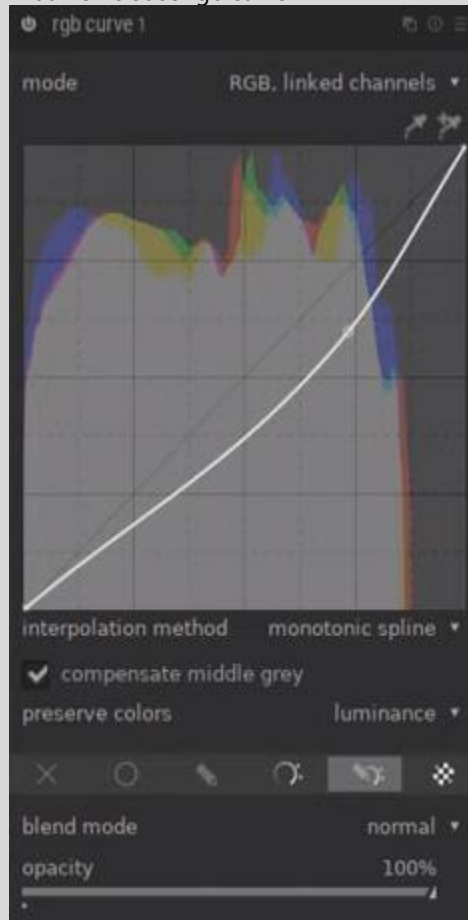 rgb curve 1
mode RGB, linked channels
interpolation method monotonic spline
compensate middle grey
preserve colors luminance
blend mode normal
opacity 100%